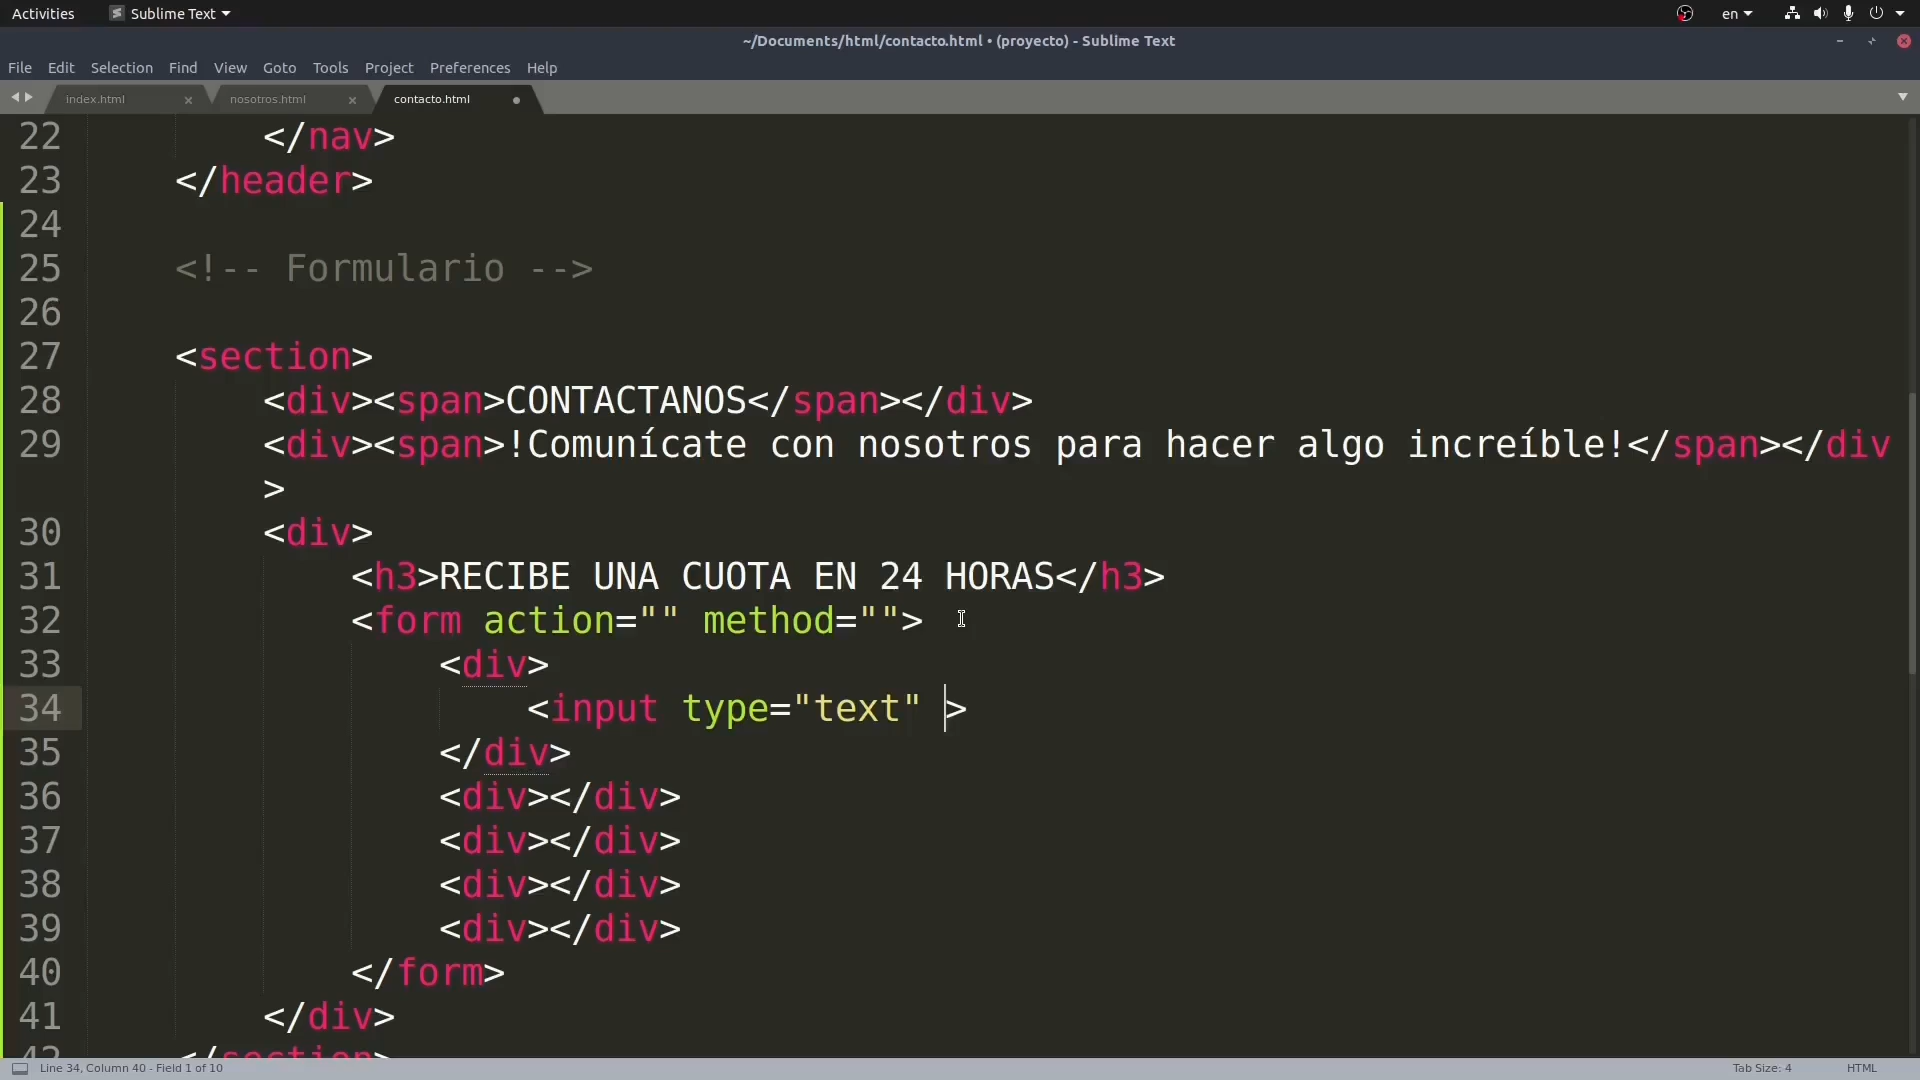 Activities Sublime Text en
~/Documents/html/contacto.html • (proyecto) - Sublime Text
File Edit Selection Find View Goto Tools Project Preferences Help
index.html nosotros.html contacto.html
22 </nav>
23 </header>
24
25 <!-- Formulario -->
26
27 <section>
28 <div><span>CONTACTANOS</span></div>
29 <div><span>!Comunícate con nosotros para hacer algo increíble!</span></div
>
30 <div>
31 <h3>RECIBE UNA CUOTA EN 24 HORAS</h3>
32 <form action="" method="">
33 <div>
34 <input type="text" >
35 </div>
36 <div></div>
37 <div></div>
38 <div></div>
39 <div></div>
40 </form>
41 </div>
42 </section>
Line 34, Column 40 - Field 1 of 10 Tab Size: 4 HTML